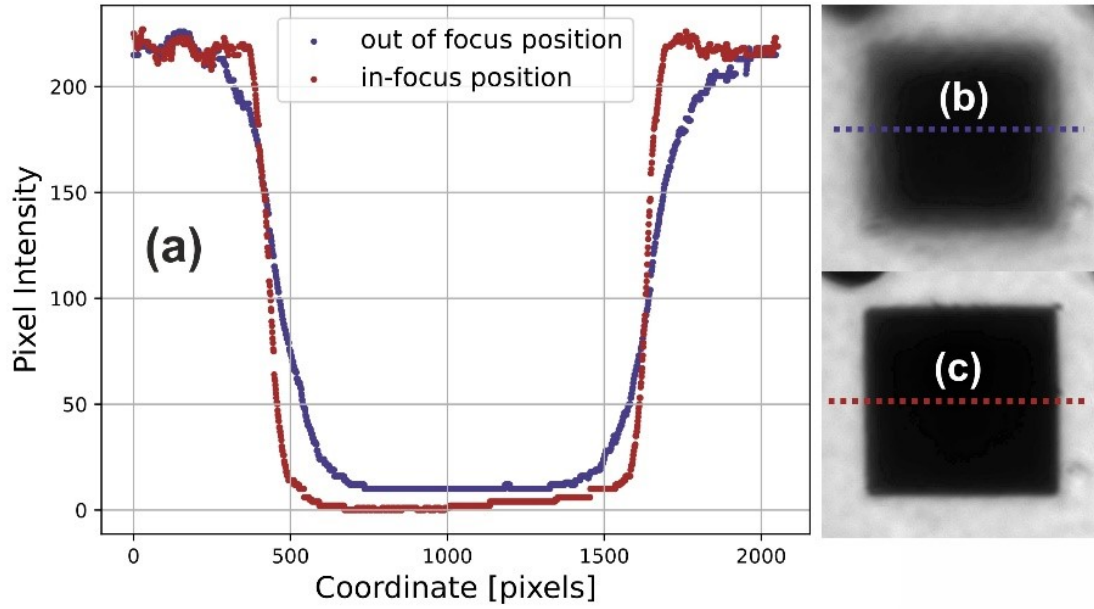 out of focus position
in-focus position
(a)
Pixel Intensity
200
150
100
50
0
0
500
1000
1500
2000
Coordinate [pixels]
(b)
(c)